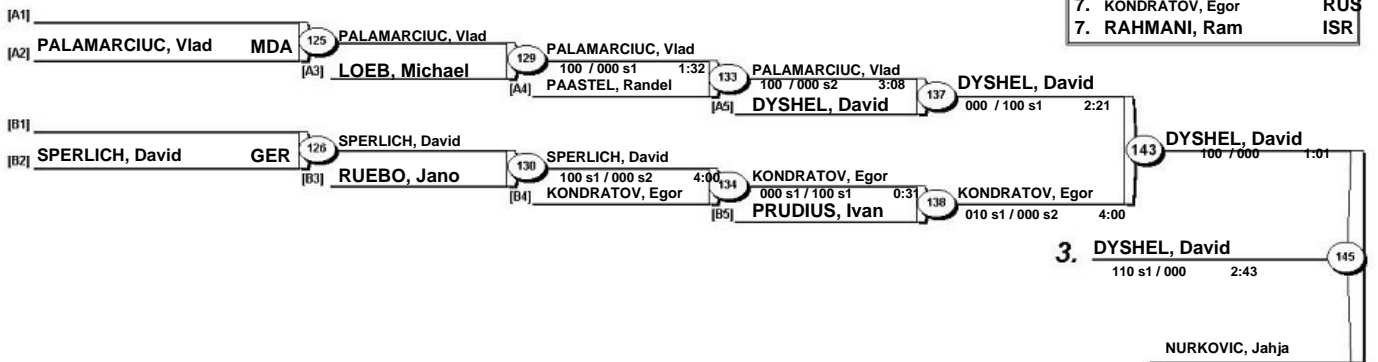 7. KONDRATOV, Egor RUS
7. RAHMANI, Ram ISR
[A1]
[A2] PALAMARCIUC, Vlad MDA 125 PALAMARCIUC, Vlad
[A3] LOEB, Michael 129 PALAMARCIUC, Vlad
100 / 000 s1 1:32
[A4] PAASTEL, Randel 133 PALAMARCIUC, Vlad
100 / 000 s2 3:08
[A5] DYSHEL, David 137 DYSHEL, David
000 / 100 s1 2:21
[B1]
[B2] SPERLICH, David GER 126 SPERLICH, David
[B3] RUEBO, Jano 130 SPERLICH, David
100 s1 / 000 s2 4:00
[B4] KONDRATOV, Egor 134 KONDRATOV, Egor
000 s1 / 100 s1 0:31
[B5] PRUDIUS, Ivan 138 KONDRATOV, Egor
010 s1 / 000 s2 4:00
143 DYSHEL, David
100 / 000 1:01
3. DYSHEL, David 145
110 s1 / 000 2:43
NURKOVIC, Jahja